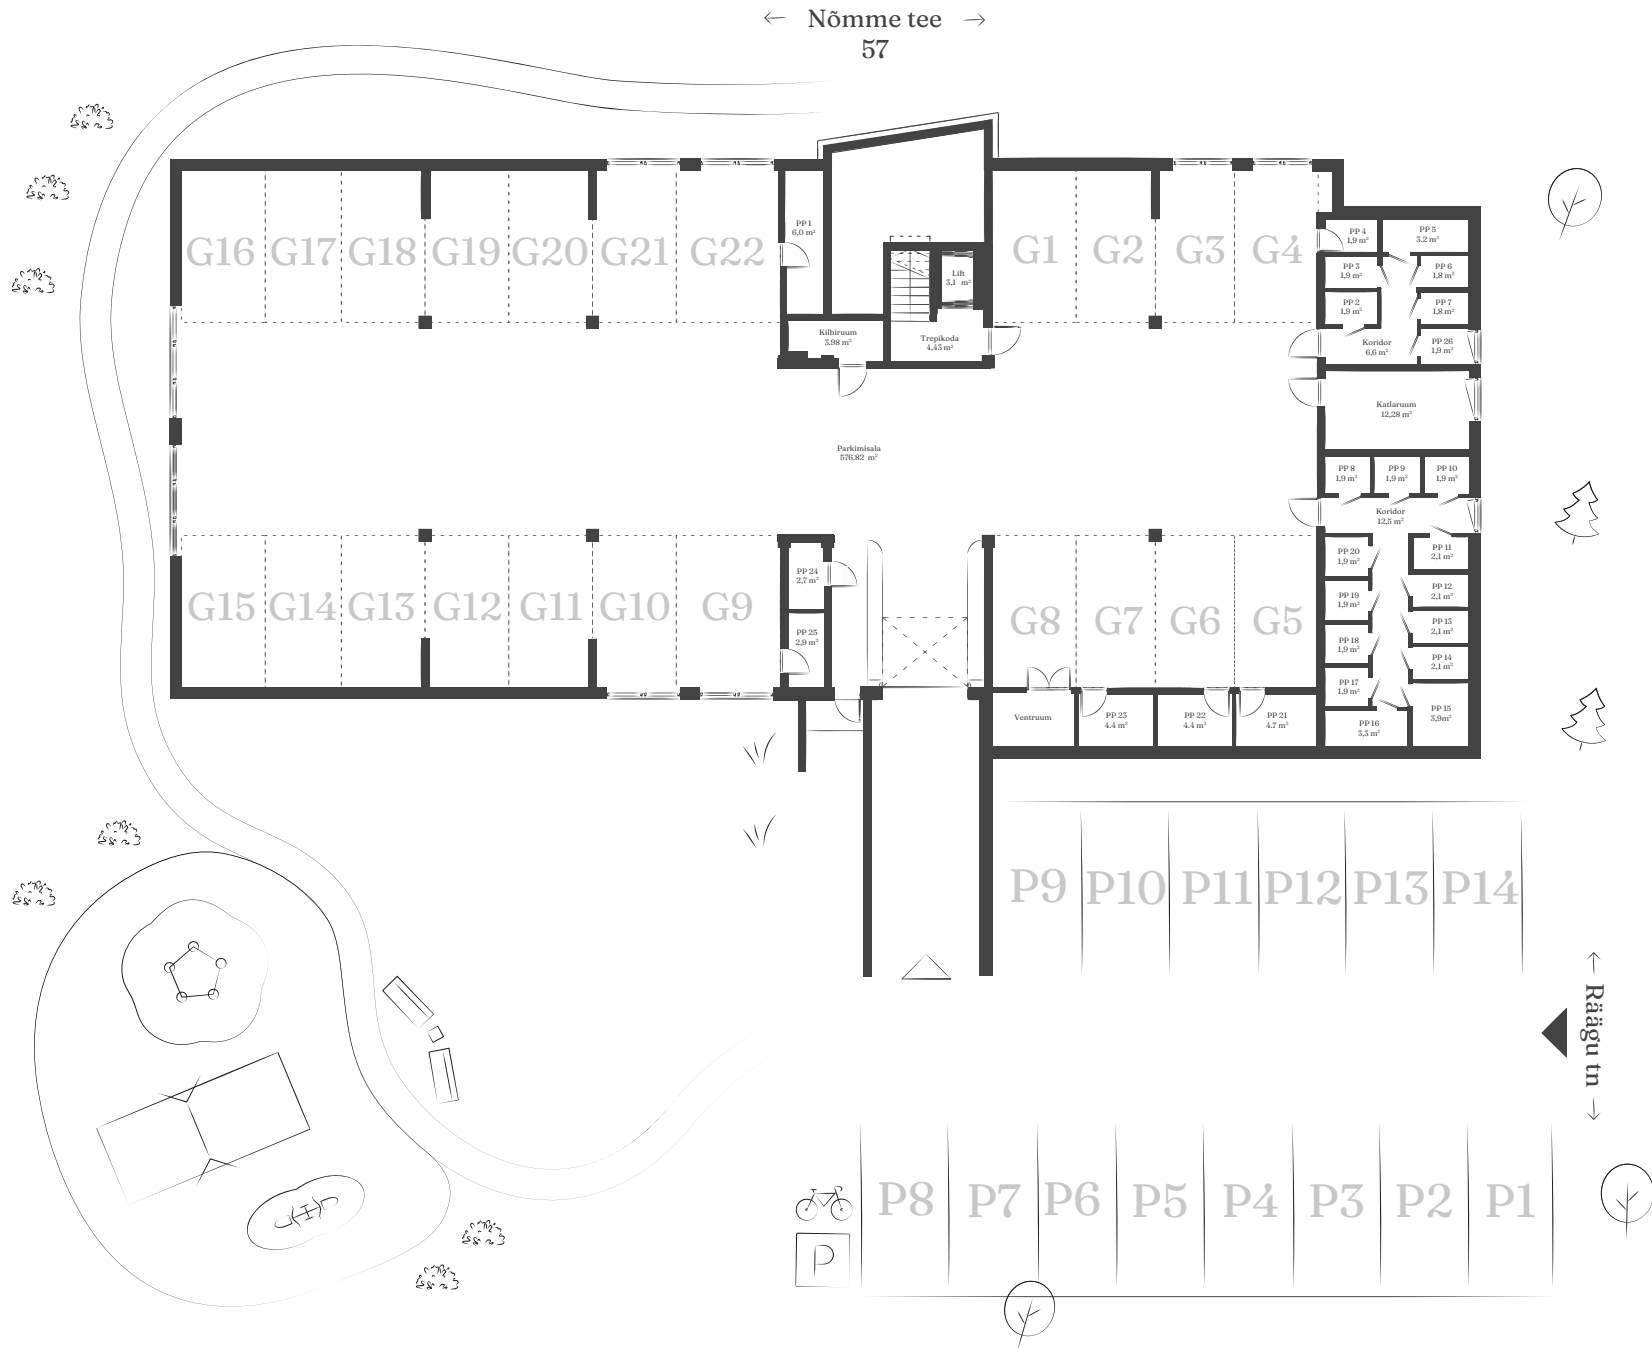 Nõmme tee
57
G16 G17 G18 G19 G20 G21 G22
PP 1
6,0 m²
G1 G2 G3 G4
PP 4
1,9 m²
PP 5
3.2 m²
PP 3
1,9 m²
PP 6
1,8 m²
Lift
3,1 m²
PP 2
1,9 m²
PP 7
1,8 m²
Kilbiruum
3.98 m²
Trepikoda
4,43 m²
Koridor
6,6 m²
PP 26
1,9 m²
Katlaruum
12,28 m²
Parkimisala
576.82 m²
PP 8
1,9 m²
PP 9
1,9 m²
PP 10
1,9 m²
Koridor
12,5 m²
G15 G14 G13 G12 G11 G10 G9
PP 24
2,7 m²
PP 25
2,9 m²
G8 G7 G6 G5
PP 20
1,9 m²
PP 11
2,1 m²
PP 19
1,9 m²
PP 12
2,1 m²
PP 13
2,1 m²
PP 18
1,9 m²
PP 14
2,1 m²
PP 17
1,9 m²
PP 15
3,9m²
PP 16
3,3 m²
Ventruum
PP 23
4.4 m²
PP 22
4.4 m²
PP 21
4.7 m²
P9 P10 P11 P12 P13 P14
Räägu tn
P8 P7 P6 P5 P4 P3 P2 P1
P